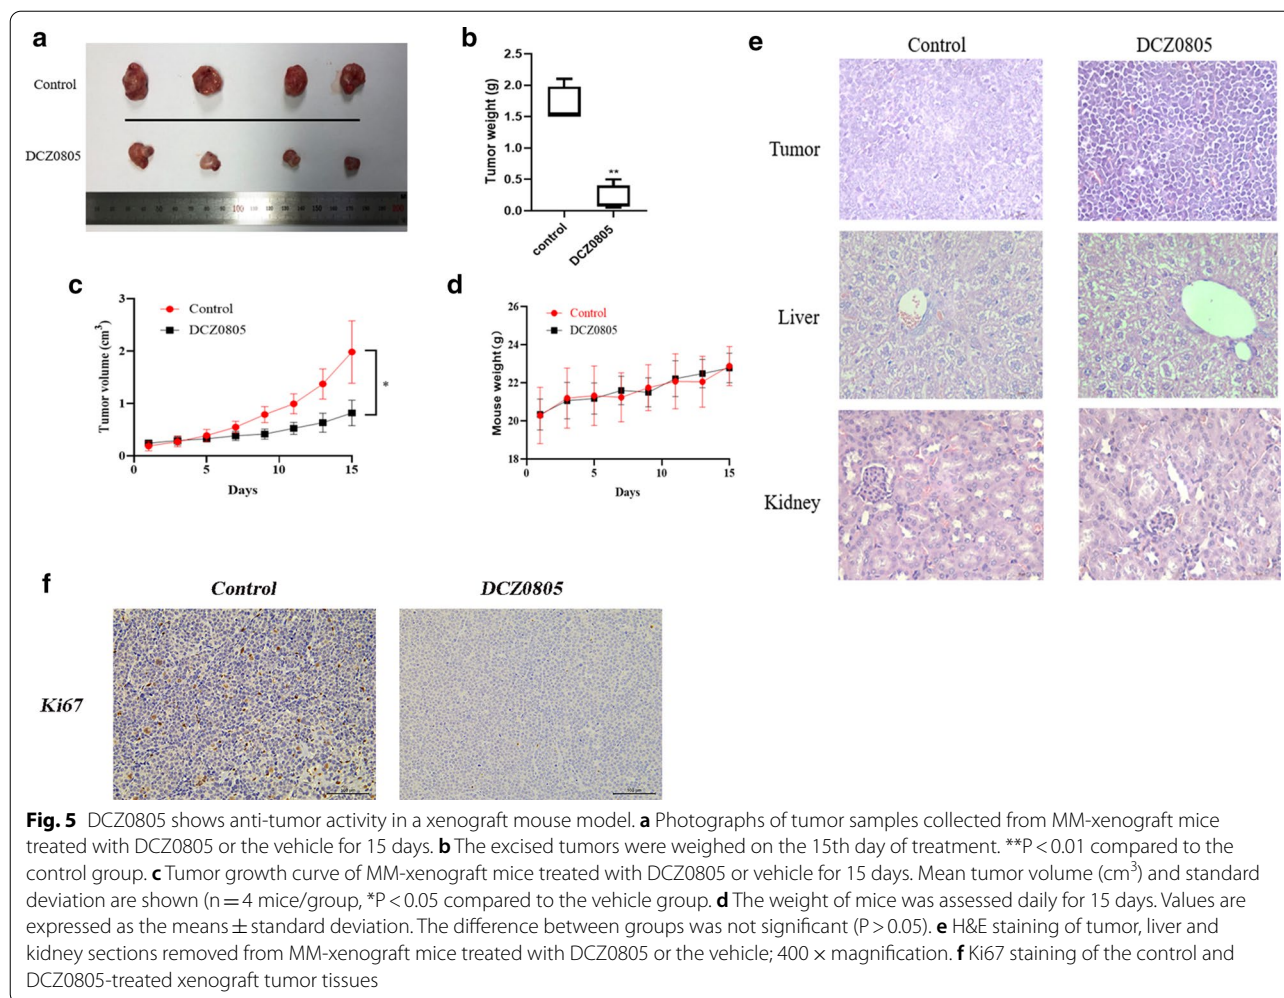 a
Control
DCZ0805
100
b
2.5
2.0
1.5
1.0
0.5
0.0
Tumor weight (g)
**
control
DCZ0805
c
3
2
1
0
Tumor volume (cm³)
Control
DCZ0805
*
0
5
10
15
Days
d
26
24
22
20
18
Mouse weight(g)
Control
DCZ0805
0
5
10
15
Days
e
Control
DCZ0805
Tumor
Liver
Kidney
f
Control
DCZ0805
Ki67
Fig. 5 DCZ0805 shows anti-tumor activity in a xenograft mouse model. a Photographs of tumor samples collected from MM-xenograft mice
treated with DCZ0805 or the vehicle for 15 days. b The excised tumors were weighed on the 15th day of treatment. **P < 0.01 compared to the
control group. c Tumor growth curve of MM-xenograft mice treated with DCZ0805 or vehicle for 15 days. Mean tumor volume (cm³) and standard
deviation are shown (n = 4 mice/group, *P < 0.05 compared to the vehicle group. d The weight of mice was assessed daily for 15 days. Values are
expressed as the means ± standard deviation. The difference between groups was not significant (P > 0.05). e H&E staining of tumor, liver and
kidney sections removed from MM-xenograft mice treated with DCZ0805 or the vehicle; 400 × magnification. f Ki67 staining of the control and
DCZ0805-treated xenograft tumor tissues